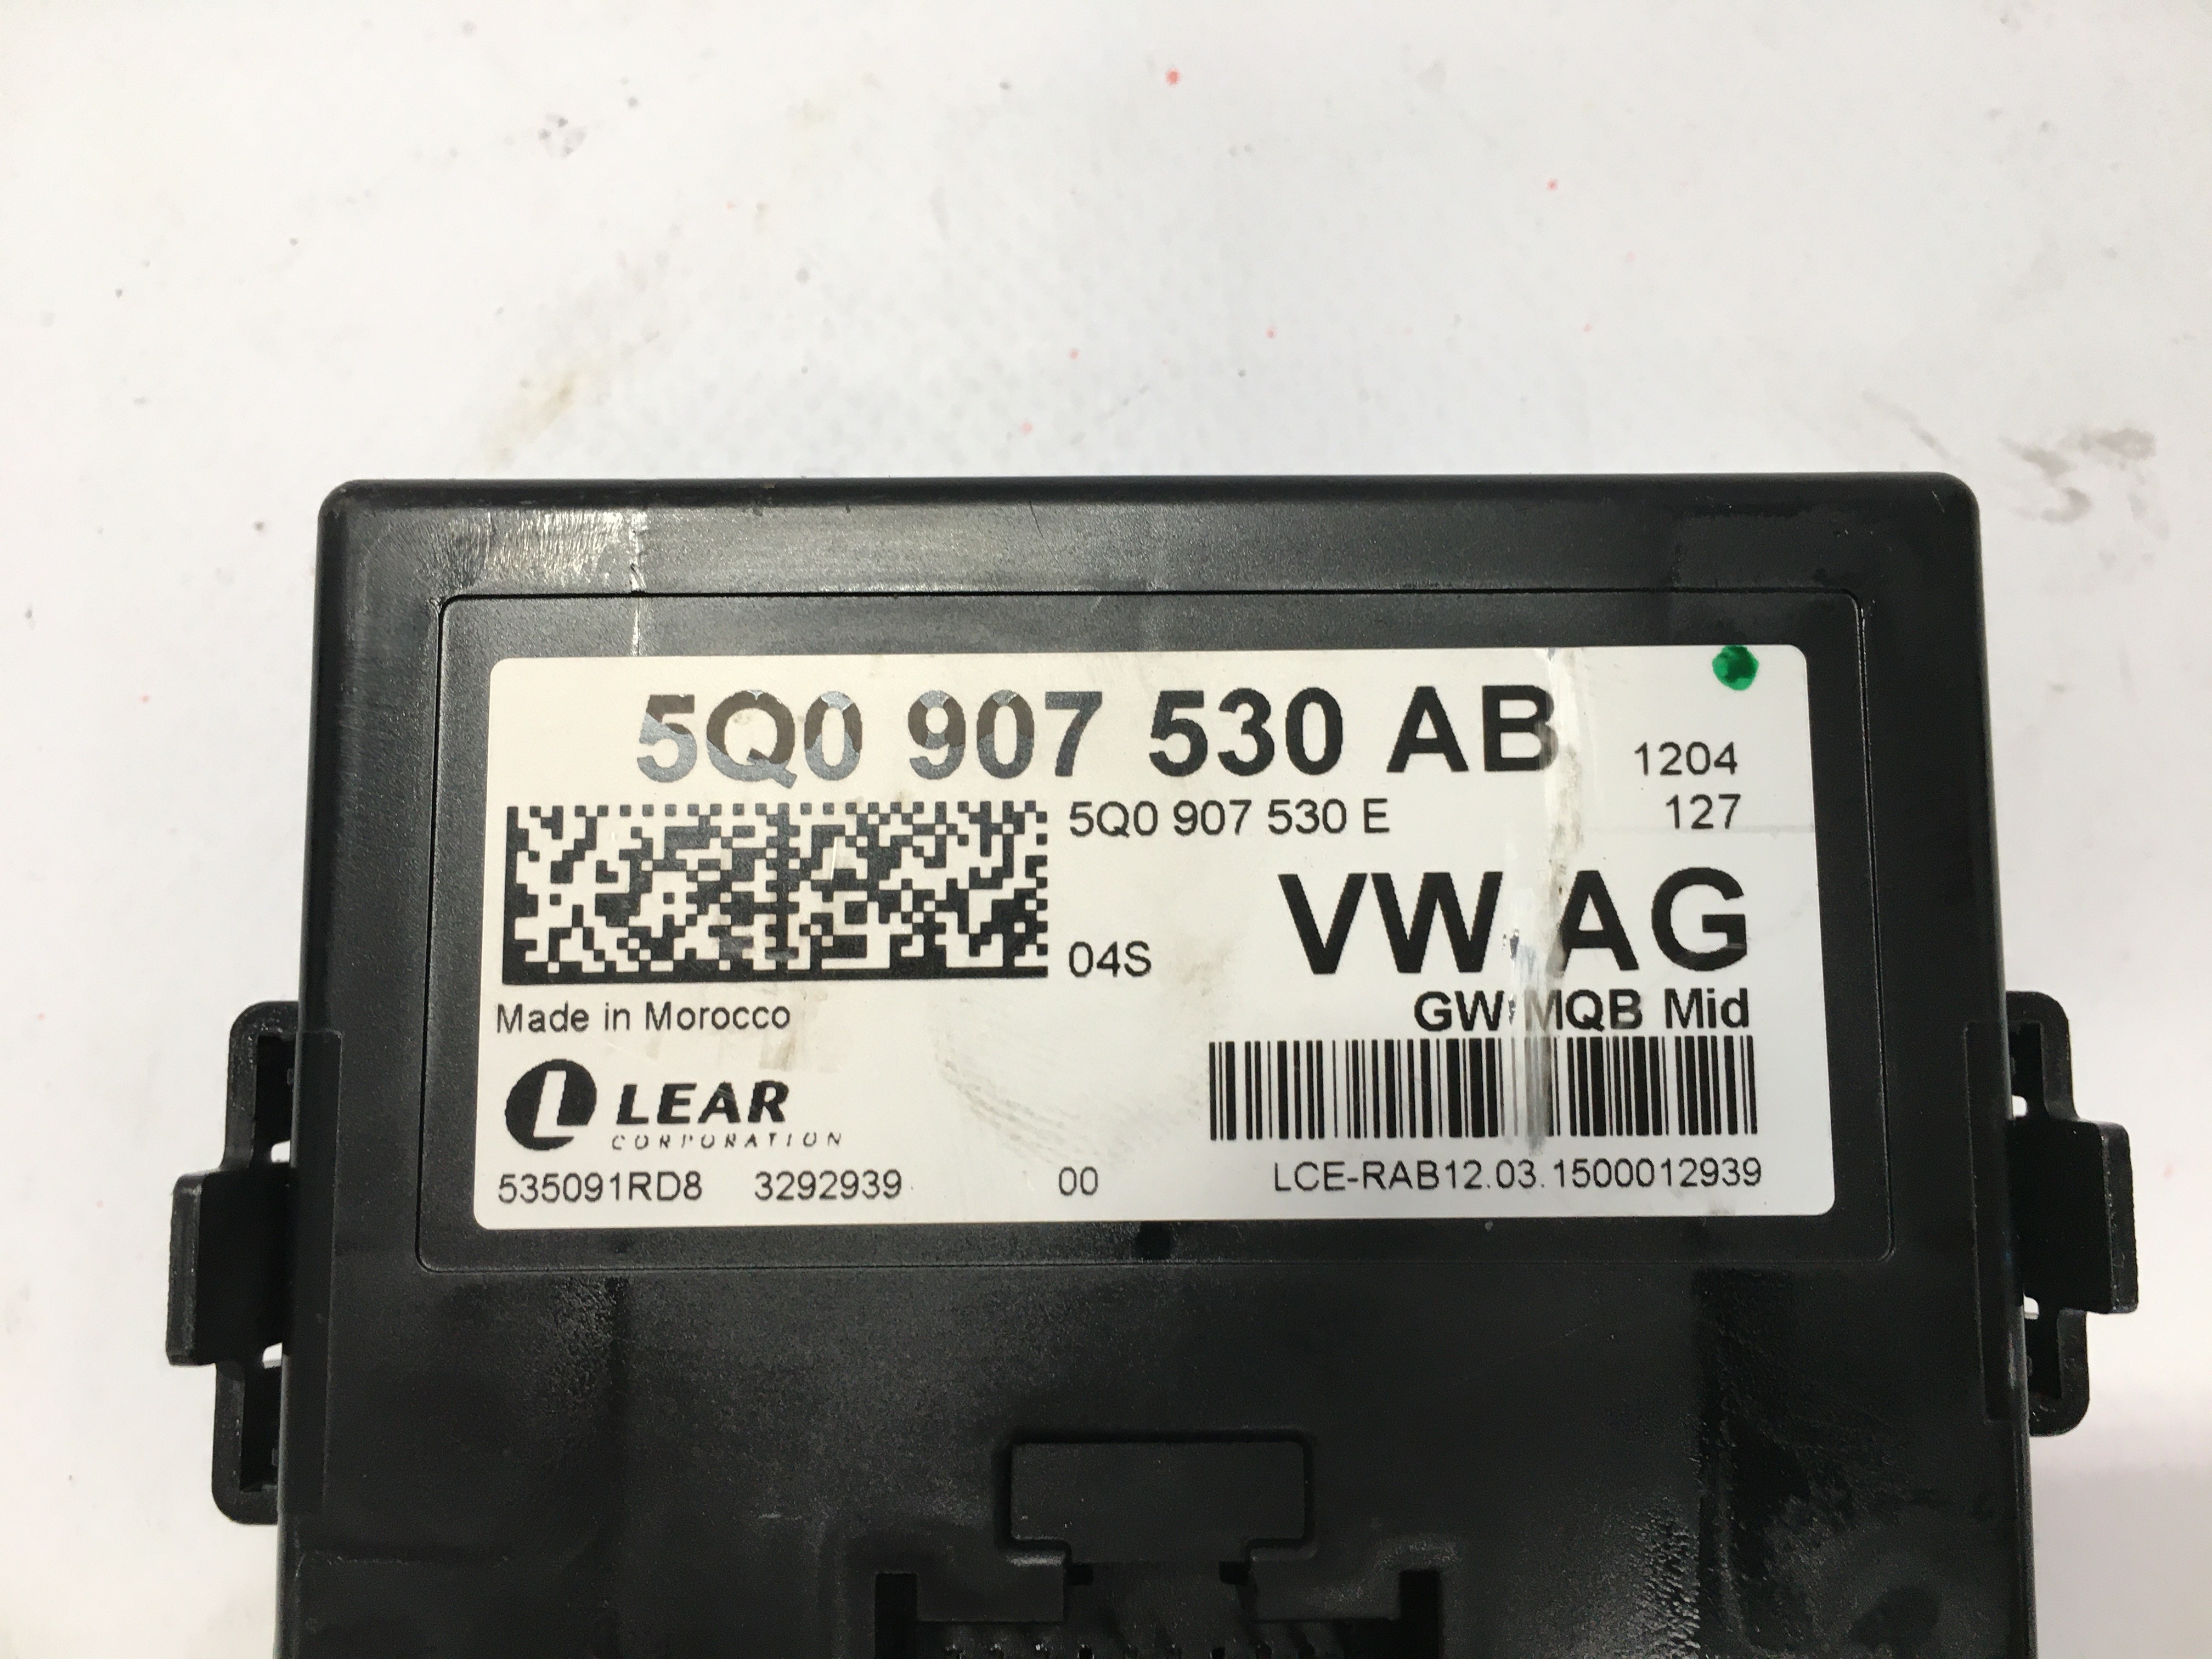 5Q0 907 530 AB 1204
5Q0 907 530 E 127
VW AG
04S
GW MQB Mid
Made in Morocco
LEAR
CORPORATION
535091RD8 3292939 00 LCE-RAB12.03.1500012939